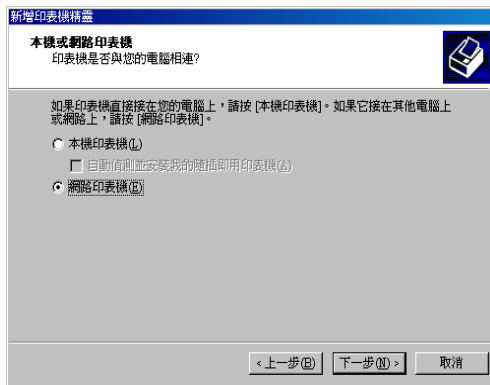 新增印表機精靈
本機或網路印表機
印表機是否與您的電腦相連?
如果印表機直接接在您的電腦上，請按 [本機印表機]。如果它接在其他電腦上
或網路上，請按 [網路印表機]。
本機印表機(L)
自動偵測並安裝我的隨插即用印表機(A)
網路印表機(E)
<上一步(B) 下一步(N)> 取消